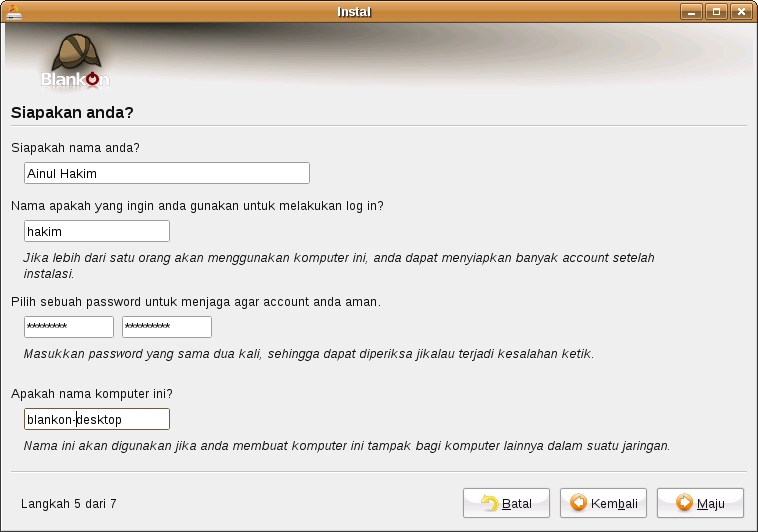 Instal
BlankOn
Siapakan anda?
Siapakah nama anda?
Ainul Hakim
Nama apakah yang ingin anda gunakan untuk melakukan log in?
hakim
Jika lebih dari satu orang akan menggunakan komputer ini, anda dapat menyiapkan banyak account setelah
instalasi.
Pilih sebuah password untuk menjaga agar account anda aman.
******** *********
Masukkan password yang sama dua kali, sehingga dapat diperiksa jikalau terjadi kesalahan ketik.
Apakah nama komputer ini?
blankon-desktop
Nama ini akan digunakan jika anda membuat komputer ini tampak bagi komputer lainnya dalam suatu jaringan.
Langkah 5 dari 7 Batal Kembali Maju